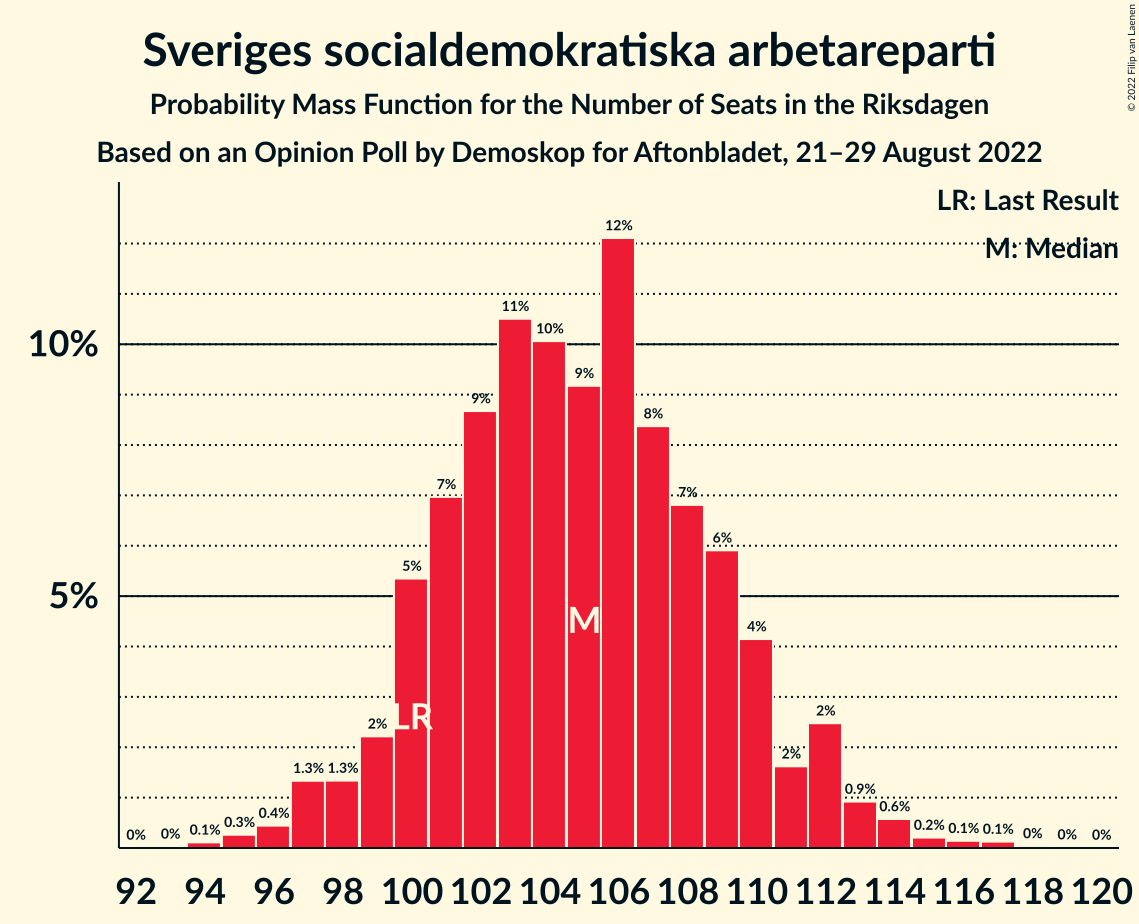 Sveriges socialdemokratiska arbetareparti
Probability Mass Function for the Number of Seats in the Riksdagen
Based on an Opinion Poll by Demoskop for Aftonbladet, 21–29 August 2022
© 2022 Filip van Laenen
LR: Last Result
M: Median
10%
5%
0% 0% 0.1% 0.3% 0.4% 1.3% 1.3% 2% 5% 7% 9% 11% 10% 9% 12% 8% 7% 6% 4% 2% 2% 0.9% 0.6% 0.2% 0.1% 0.1% 0% 0% 0%
LR
M
92 94 96 98 100 102 104 106 108 110 112 114 116 118 120